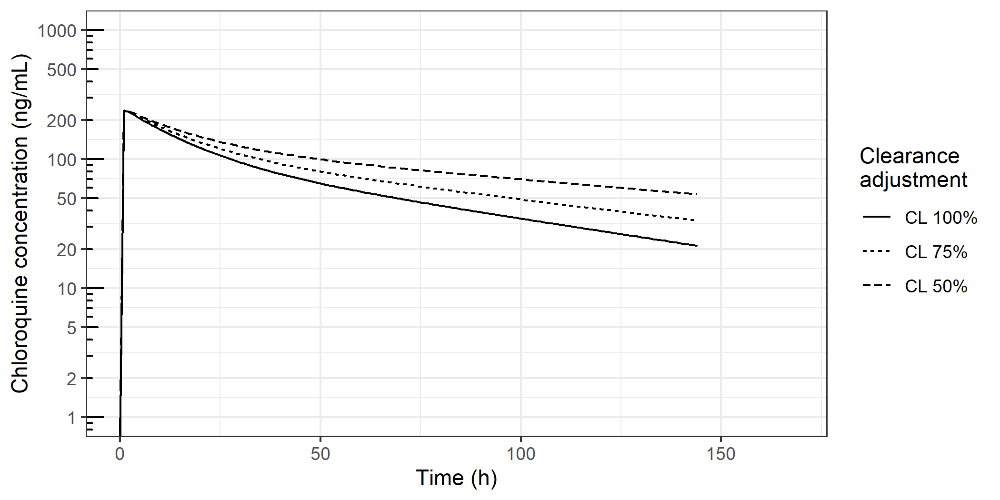 Chloroquine concentration (ng/mL)
1000
500
200
100
50
20
10
5
2
1
0
50
100
150
Time (h)
Clearance
adjustment
CL 100%
CL 75%
CL 50%